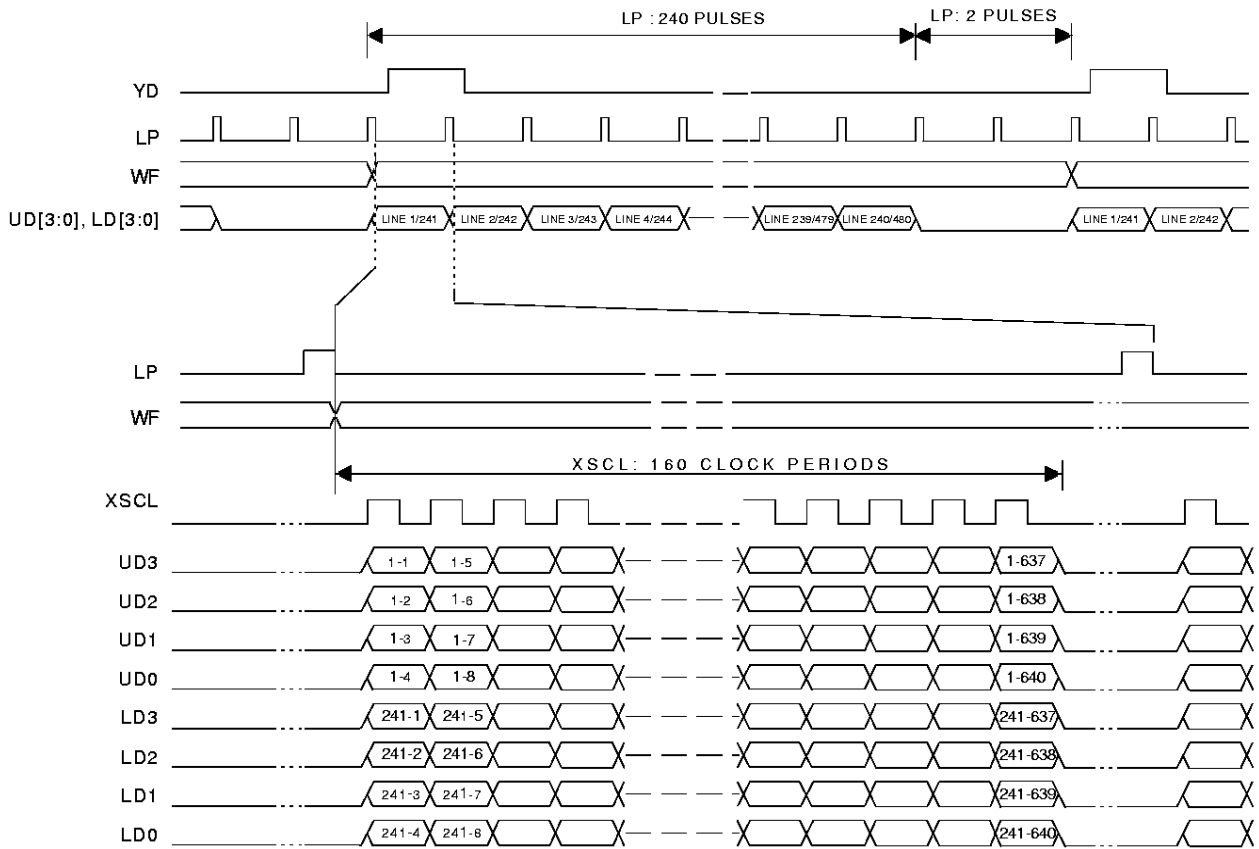 LP : 240 PULSES
LP: 2 PULSES
YD
LP
WF
UD[3:0], LD[3:0]
LINE 1/241 LINE 2/242 LINE 3/243 LINE 4/244 LINE 239/479 LINE 240/480 LINE 1/241 LINE 2/242
LP
WF
XSCL: 160 CLOCK PERIODS
XSCL
UD3 1-1 1-5 1-637
UD2 1-2 1-6 1-638
UD1 1-3 1-7 1-639
UD0 1-4 1-8 1-640
LD3 241-1 241-5 241-637
LD2 241-2 241-6 241-638
LD1 241-3 241-7 241-639
LD0 241-4 241-8 241-640